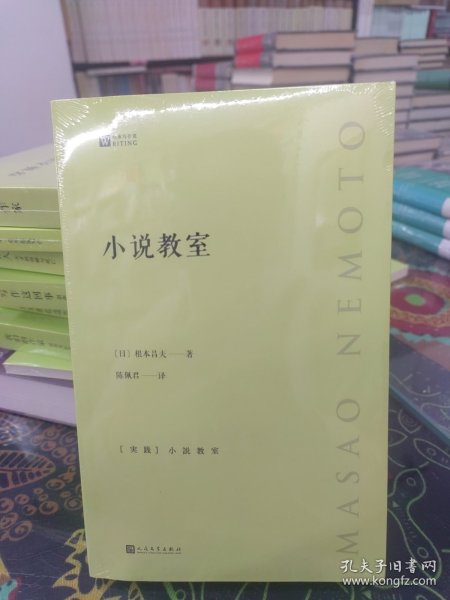 WRITING
小说教室
［日］根本昌夫——著
陈佩君——译
［实践］小説教室
人民文学出版社
MASAO NEMOTO
孔夫子旧书网
www.kongfz.com